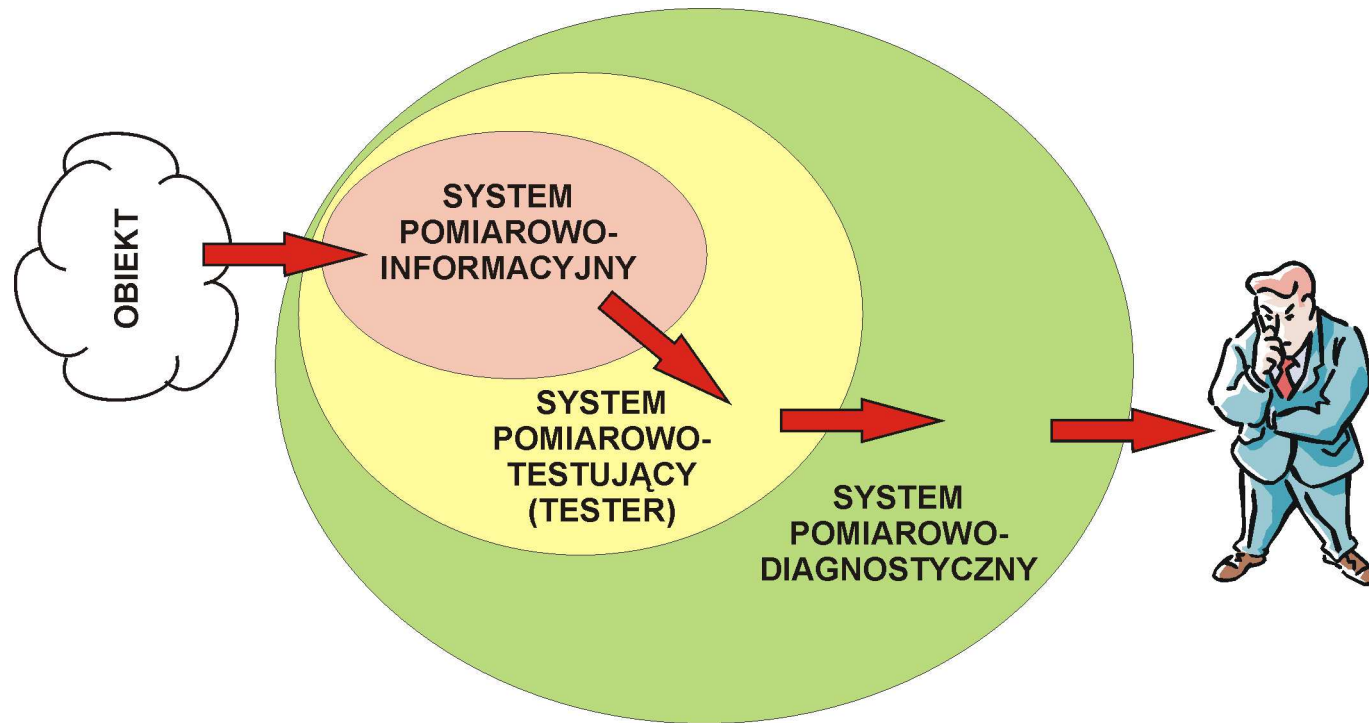 OBIEKT
SYSTEM
POMIAROWO-
INFORMACYJNY
SYSTEM
POMIAROWO-
TESTUJĄCY
(TESTER)
SYSTEM
POMIAROWO-
DIAGNOSTYCZNY